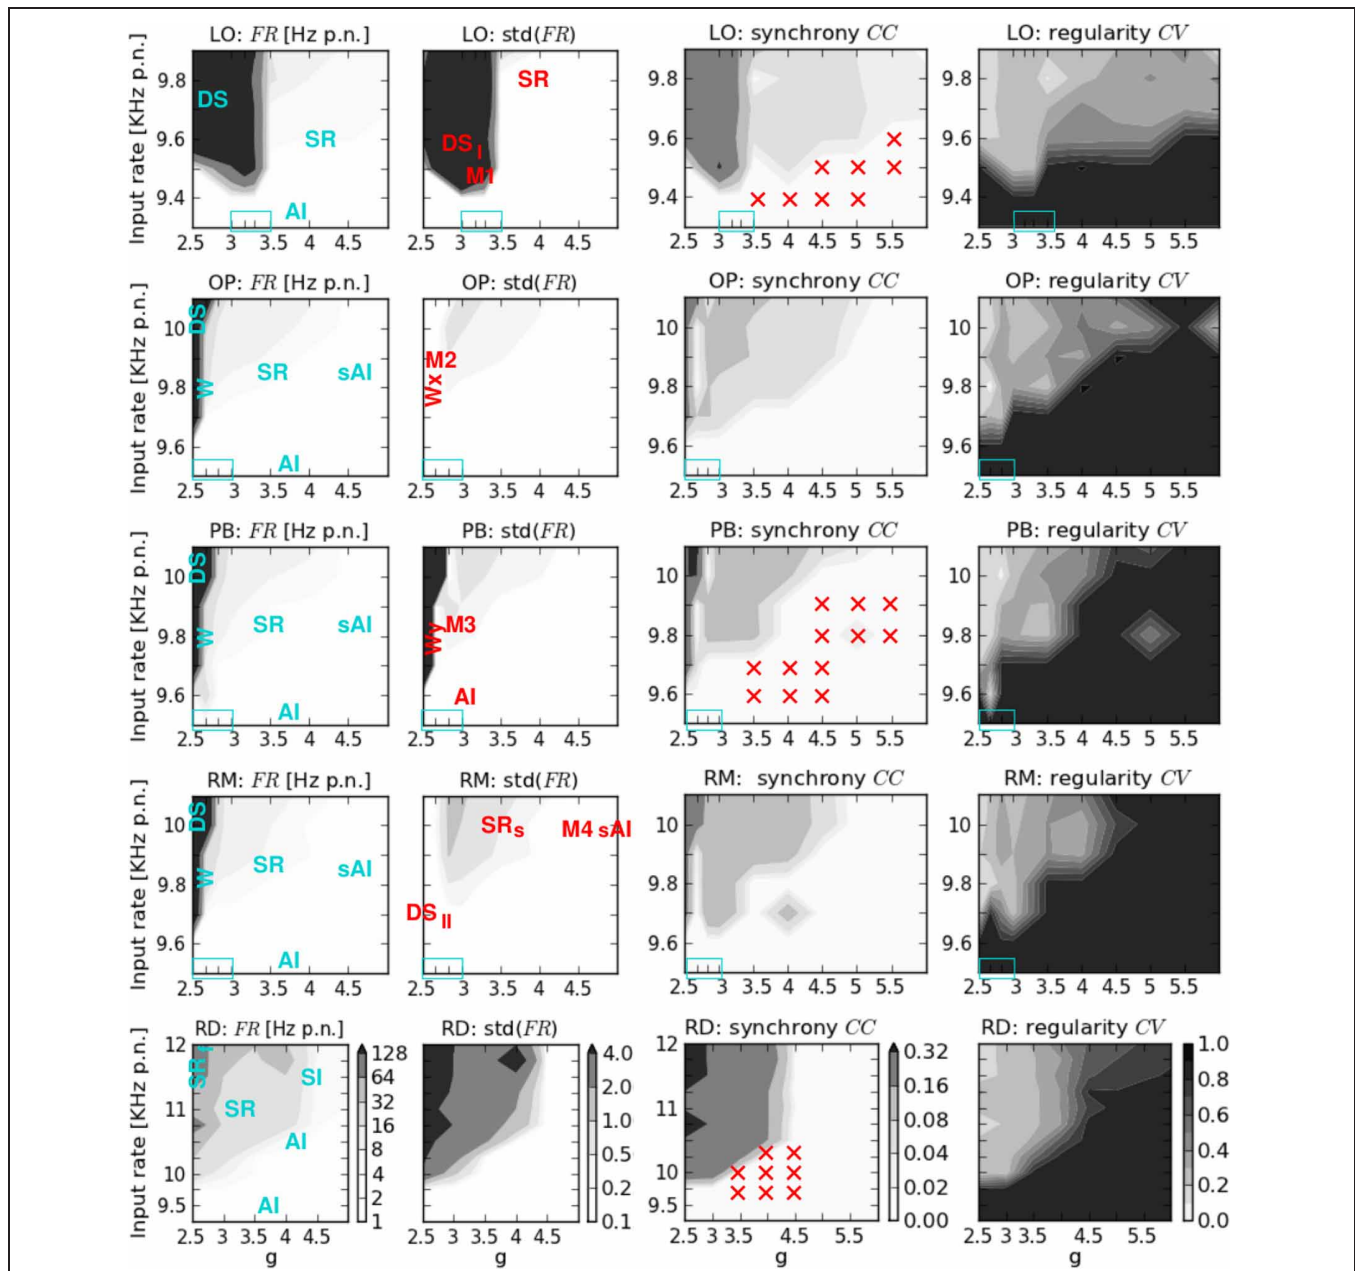 LO: FR [Hz p.n.] LO: std(FR) LO: synchrony CC LO: regularity CV
Input rate [KHz p.n.]
9.8 9.8 9.8
9.6 9.6 9.6
9.4 9.4 9.4
DS SR AI
SR DS I M1
2.5 3 3.5 4 4.5 2.5 3 3.5 4 4.5 2.5 3 3.5 4 4.5 5 5.5 2.5 3 3.5 4 4.5 5 5.5
OP: FR [Hz p.n.] OP: std(FR) OP: synchrony CC OP: regularity CV
Input rate [KHz p.n.]
10 10 10
9.8 9.8 9.8
9.6 9.6 9.6
DS W SR sAI AI
M2 Wx
2.5 3 3.5 4 4.5 2.5 3 3.5 4 4.5 2.5 3 3.5 4 4.5 5 5.5 2.5 3 3.5 4 4.5 5 5.5
PB: FR [Hz p.n.] PB: std(FR) PB: synchrony CC PB: regularity CV
Input rate [KHz p.n.]
10 10 10
9.8 9.8 9.8
9.6 9.6 9.6
DS W SR sAI AI
Wy M3 AI
2.5 3 3.5 4 4.5 2.5 3 3.5 4 4.5 2.5 3 3.5 4 4.5 5 5.5 2.5 3 3.5 4 4.5 5 5.5
RM: FR [Hz p.n.] RM: std(FR) RM: synchrony CC RM: regularity CV
Input rate [KHz p.n.]
10 10 10
9.8 9.8 9.8
9.6 9.6 9.6
DS W SR sAI AI
SRs M4 sAI DS II
2.5 3 3.5 4 4.5 2.5 3 3.5 4 4.5 2.5 3 3.5 4 4.5 5 5.5 2.5 3 3.5 4 4.5 5 5.5
RD: FR [Hz p.n.] RD: std(FR) RD: synchrony CC RD: regularity CV
Input rate [KHz p.n.]
12 12 12
11 11 11
10 10 10
9.5 9.5 9.5
SR SI
SR
AI
AI
128 64 32 16 8 4 2 1
4.0 2.0 1.0 0.5 0.2 0.1
0.32 0.16 0.08 0.04 0.02 0.00
1.0 0.8 0.6 0.4 0.2 0.0
2.5 3 3.5 4 4.5 2.5 3 3.5 4 4.5 2.5 3.5 4.5 5.5 2.5 3.5 4.5 5.5
g g g g